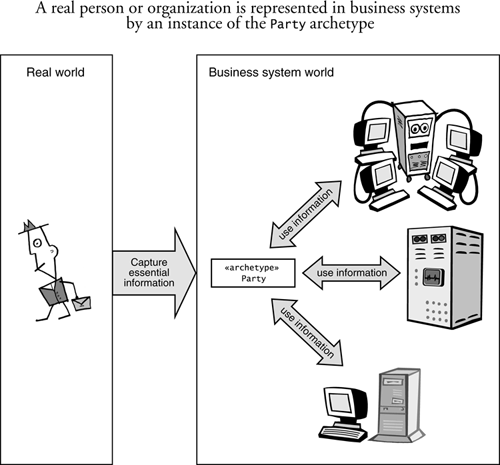 A real person or organization is represented in business systems
by an instance of the Party archetype
Real world
Business system world
use information
Capture
essential
information
«archetype»
Party
use information
use information